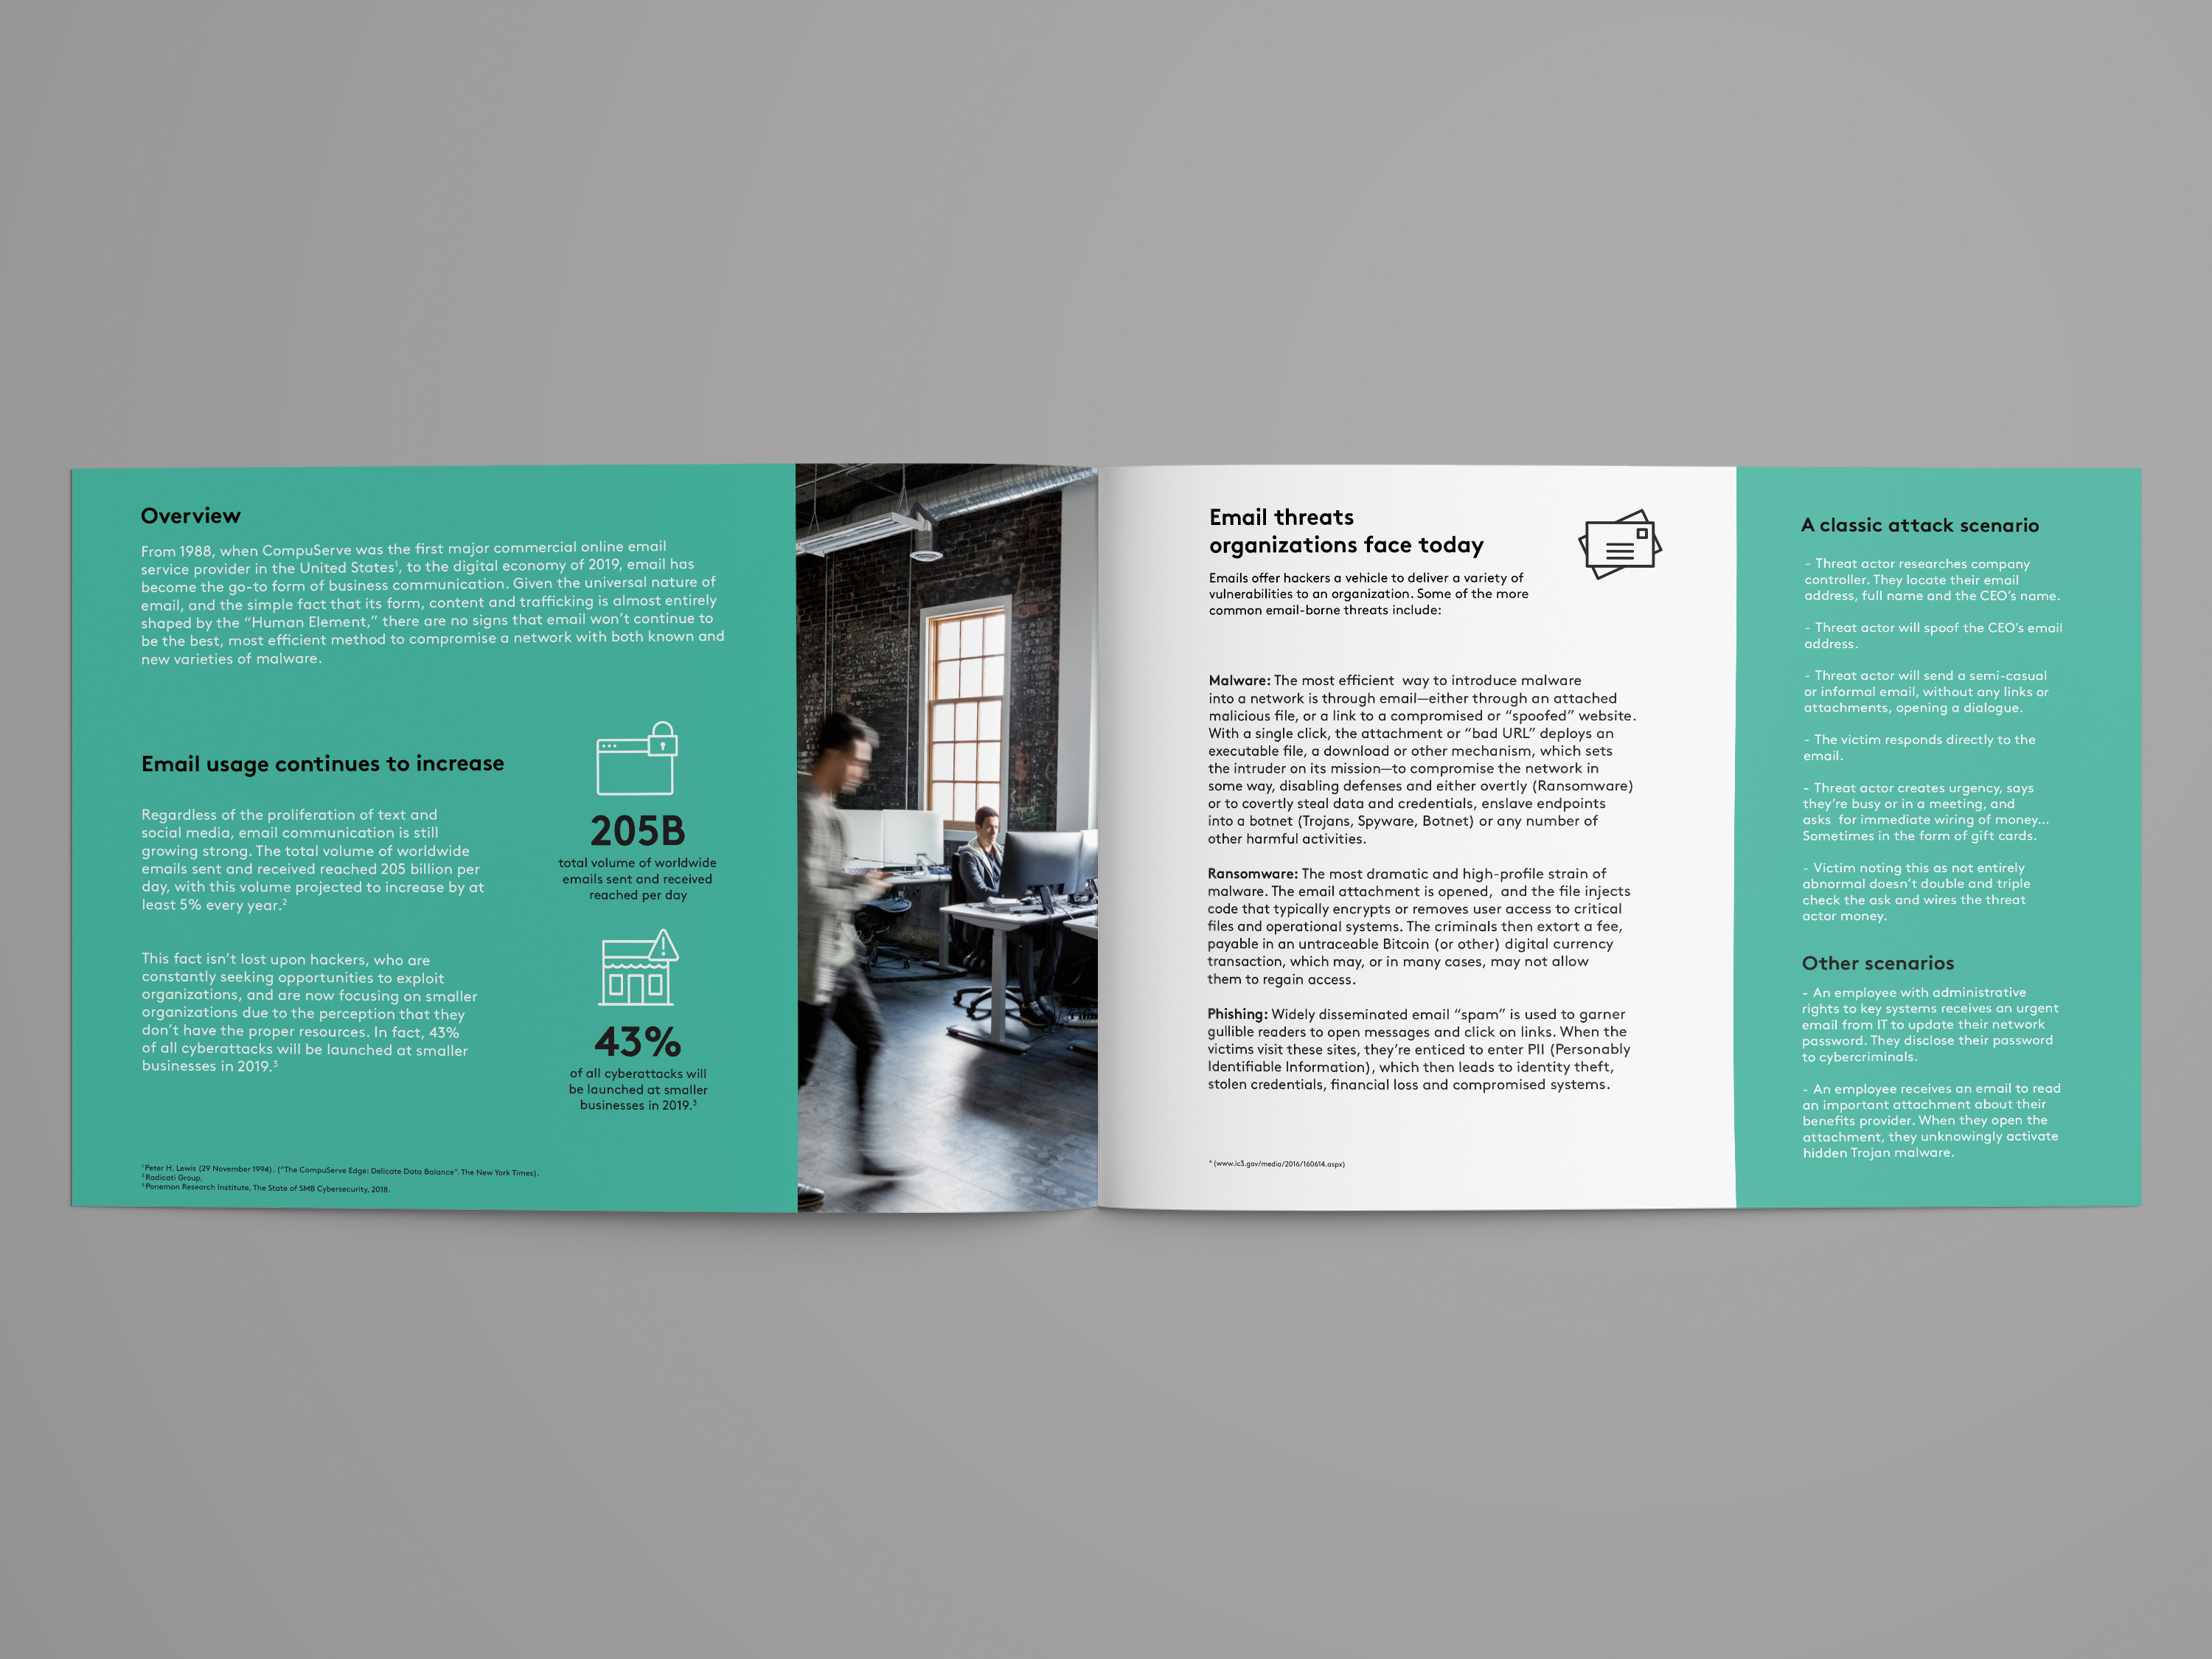 Overview
From 1988, when CompuServe was the first major commercial online email
service provider in the United States¹, to the digital economy of 2019, email has
become the go-to form of business communication. Given the universal nature of
email, and the simple fact that its form, content and trafficking is almost entirely
shaped by the “Human Element,” there are no signs that email won’t continue to
be the best, most efficient method to compromise a network with both known and
new varieties of malware.
Email usage continues to increase
Regardless of the proliferation of text and
social media, email communication is still
growing strong. The total volume of worldwide
emails sent and received reached 205 billion per
day, with this volume projected to increase by at
least 5% every year.²
This fact isn’t lost upon hackers, who are
constantly seeking opportunities to exploit
organizations, and are now focusing on smaller
organizations due to the perception that they
don’t have the proper resources. In fact, 43%
of all cyberattacks will be launched at smaller
businesses in 2019.³
205B
total volume of worldwide
emails sent and received
reached per day
43%
of all cyberattacks will
be launched at smaller
businesses in 2019.³
¹ Peter H. Lewis (29 November 1994). (“The CompuServe Edge: Delicate Data Balance”. The New York Times).
² Radicati Group,
³ Ponemon Research Institute, The State of SMB Cybersecurity, 2018.
Email threats
organizations face today
Emails offer hackers a vehicle to deliver a variety of
vulnerabilities to an organization. Some of the more
common email-borne threats include:
Malware: The most efficient way to introduce malware
into a network is through email—either through an attached
malicious file, or a link to a compromised or “spoofed” website.
With a single click, the attachment or “bad URL” deploys an
executable file, a download or other mechanism, which sets
the intruder on its mission—to compromise the network in
some way, disabling defenses and either overtly (Ransomware)
or to covertly steal data and credentials, enslave endpoints
into a botnet (Trojans, Spyware, Botnet) or any number of
other harmful activities.
Ransomware: The most dramatic and high-profile strain of
malware. The email attachment is opened, and the file injects
code that typically encrypts or removes user access to critical
files and operational systems. The criminals then extort a fee,
payable in an untraceable Bitcoin (or other) digital currency
transaction, which may, or in many cases, may not allow
them to regain access.
Phishing: Widely disseminated email “spam” is used to garner
gullible readers to open messages and click on links. When the
victims visit these sites, they’re enticed to enter PII (Personably
Identifiable Information), which then leads to identity theft,
stolen credentials, financial loss and compromised systems.
⁴ (www.ic3.gov/media/2016/160614.aspx)
A classic attack scenario
- Threat actor researches company
controller. They locate their email
address, full name and the CEO’s name.
- Threat actor will spoof the CEO’s email
address.
- Threat actor will send a semi-casual
or informal email, without any links or
attachments, opening a dialogue.
- The victim responds directly to the
email.
- Threat actor creates urgency, says
they’re busy or in a meeting, and
asks for immediate wiring of money...
Sometimes in the form of gift cards.
- Victim noting this as not entirely
abnormal doesn’t double and triple
check the ask and wires the threat
actor money.
Other scenarios
- An employee with administrative
rights to key systems receives an urgent
email from IT to update their network
password. They disclose their password
to cybercriminals.
- An employee receives an email to read
an important attachment about their
benefits provider. When they open the
attachment, they unknowingly activate
hidden Trojan malware.